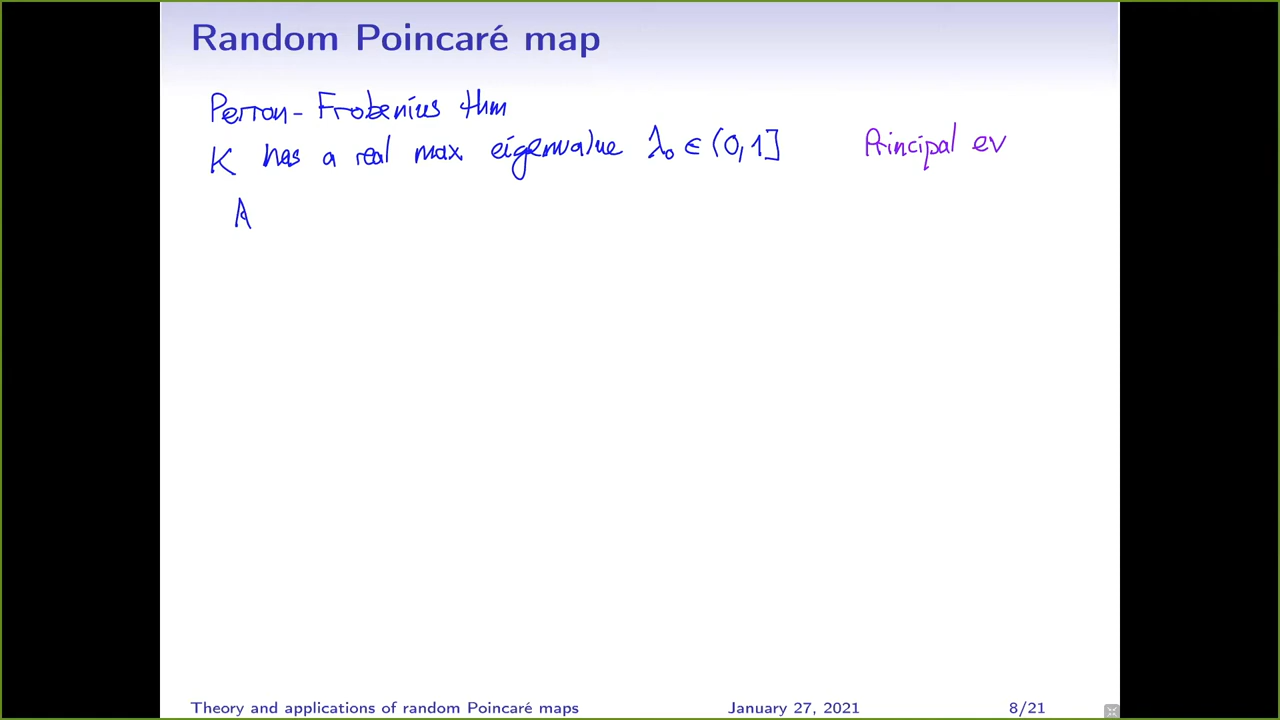 Random Poincaré map
Perron-Frobenius thm
K has a real max eigenvalue λ₀ ∈ (0,1] Principal ev
A
Theory and applications of random Poincaré maps January 27, 2021 8/21